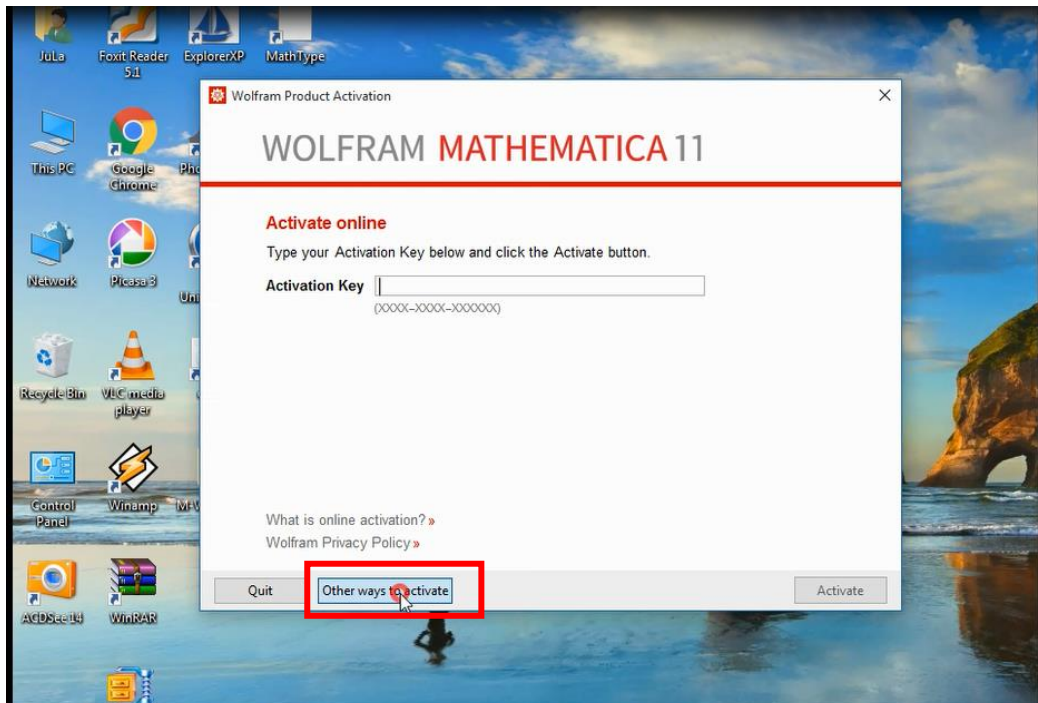 JuLa
Foxit Reader 5.1
ExplorerXP
MathType
Wolfram Product Activation
WOLFRAM MATHEMATICA 11
This PC
Google Chrome
Pho
Activate online
Type your Activation Key below and click the Activate button.
Activation Key
(XXXX-XXXX-XXXXXX)
Network
Picasa 3
Uni
Recycle Bin
VLC media player
Control Panel
Winamp
What is online activation? »
Wolfram Privacy Policy »
Quit
Other ways to activate
Activate
ACDSee 14
WinRAR